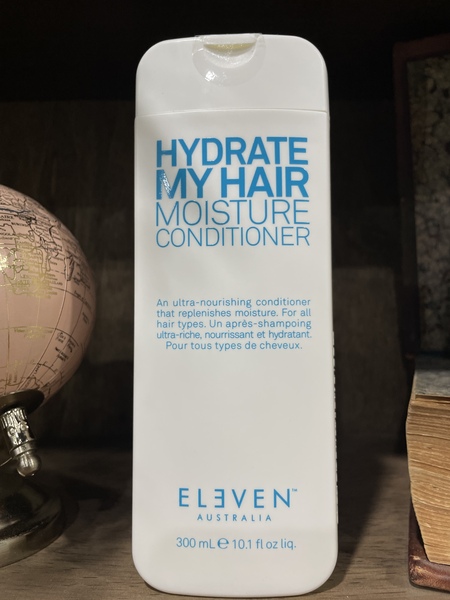 HYDRATE
MY HAIR
MOISTURE
CONDITIONER
An ultra-nourishing conditioner
that replenishes moisture. For all
hair types. Un après-shampoing
ultra-riche, nourrissant et hydratant.
Pour tous types de cheveux.
ELEVEN™
AUSTRALIA
300 mL ℮ 10.1 fl oz liq.